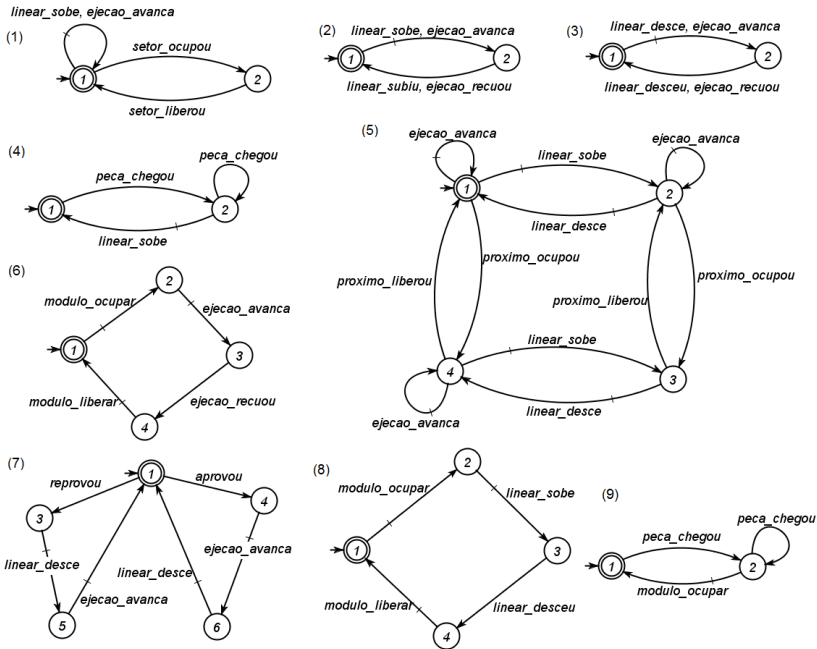 (1)
linear_sobe, ejecao_avanca
setor_ocupou
1
2
setor_liberou
(2)
linear_sobe, ejecao_avanca
1
2
linear_subiu, ejecao_recuou
(3)
linear_desce, ejecao_avanca
1
2
linear_desceu, ejecao_recuou
(4)
peca_chegou
peca_chegou
1
2
linear_sobe
(5)
ejecao_avanca
ejecao_avanca
linear_sobe
1
2
linear_desce
proximo_liberou
proximo_ocupou
proximo_liberou
proximo_ocupou
linear_sobe
4
3
linear_desce
ejecao_avanca
(6)
2
modulo_ocupar
ejecao_avanca
1
3
modulo_liberar
ejecao_recuou
4
(7)
1
reprovou
aprovou
3
4
linear_desce
ejecao_avanca
linear_desce
ejecao_avanca
5
6
(8)
2
modulo_ocupar
linear_sobe
1
3
modulo_liberar
linear_desceu
4
(9)
peca_chegou
peca_chegou
1
2
modulo_ocupar